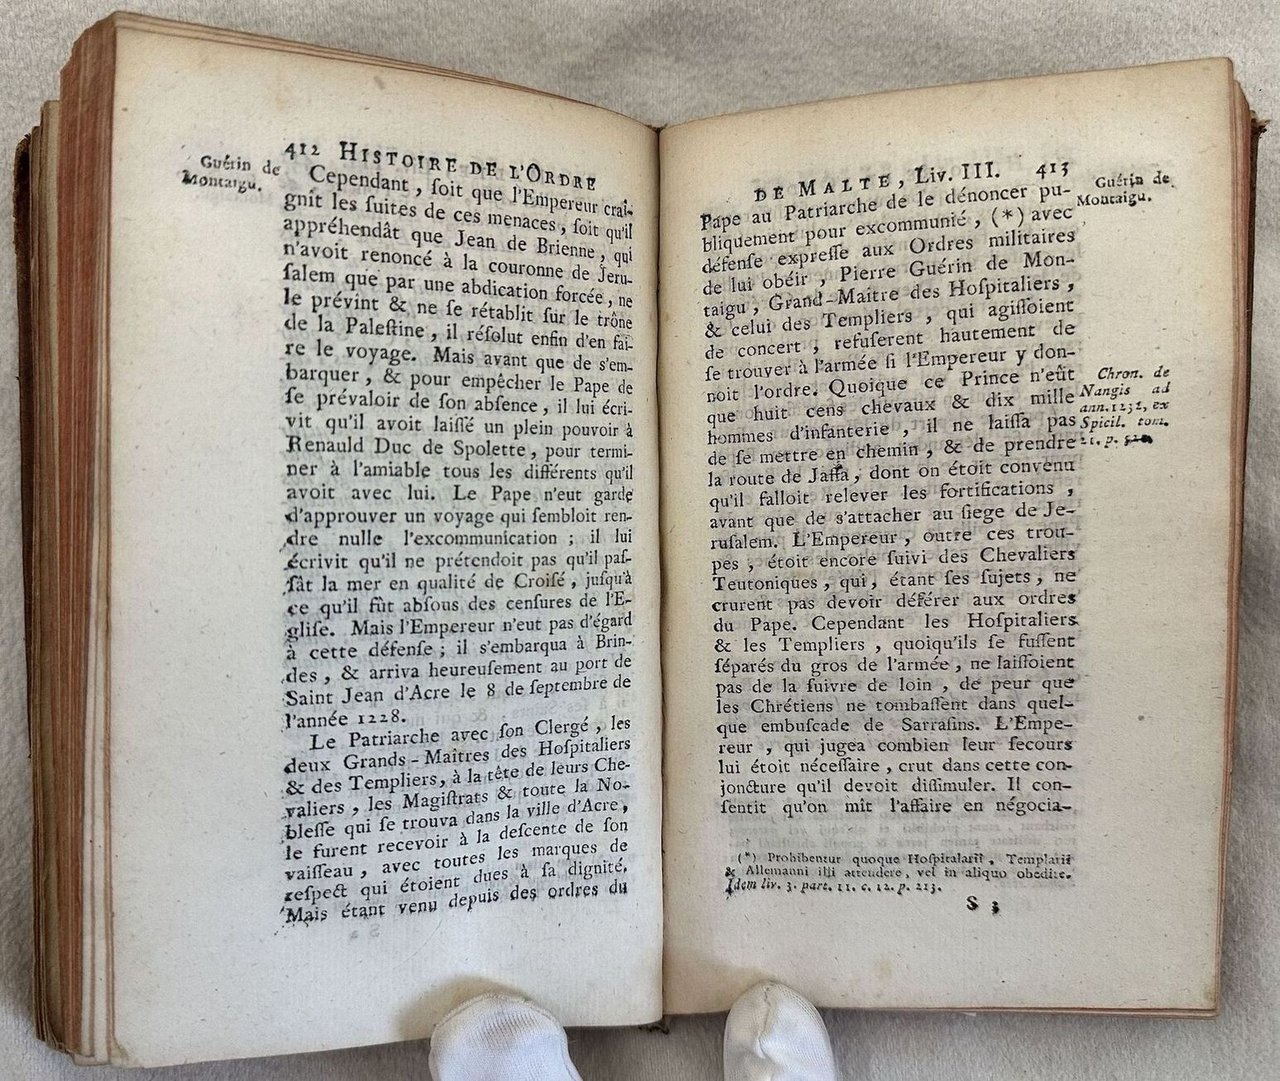 412 HISTOIRE DE L'ORDRE
Guérin de
Montaigu.
Cependant, ſoit que l'Empereur craî-
gnît les ſuites de ces menaces, ſoit qu'il
appréhendât que Jean de Brienne, qui
n'avoit renoncé à la couronne de Jeru-
ſalem que par une abdication forcée, ne
le prévint & ne ſe rétablit ſur le trône
de la Paleſtine, il réſolut enfin d'en fai-
re le voyage. Mais avant que de s'em-
barquer, & pour empêcher le Pape de
ſe prévaloir de ſon abſence, il lui écri-
vit qu'il avoit laiſſé un plein pouvoir à
Renauld Duc de Spolette, pour termi-
ner à l'amiable tous les différents qu'il
avoit avec lui. Le Pape n'eut garde
d'approuver un voyage qui ſembloit ren-
dre nulle l'excommunication ; il lui
écrivit qu'il ne prétendoit pas qu'il paſ-
ſât la mer en qualité de Croiſé, juſqu'à
ce qu'il fût abſous des cenſures de l'E-
gliſe. Mais l'Empereur n'eut pas d'égard
à cette défenſe ; il s'embarqua à Brin-
des, & arriva heureuſement au port de
Saint Jean d'Acre le 8 de ſeptembre de
l'année 1228.
Le Patriarche avec ſon Clergé, les
deux Grands-Maîtres des Hoſpitaliers
& des Templiers, à la tête de leurs Che-
valiers, les Magiſtrats & toute la No-
bleſſe qui ſe trouva dans la ville d'Acre,
le furent recevoir à la deſcente de ſon
vaiſſeau, avec toutes les marques de
reſpect qui étoient dues à ſa dignité.
Mais étant venu depuis des ordres du
DE MALTE, Liv. III. 413
Guérin de
Montaigu.
Pape au Patriarche de le dénoncer pu-
bliquement pour excommunié, (*) avec
défenſe expreſſe aux Ordres militaires
de lui obéir, Pierre Guérin de Mon-
taigu, Grand-Maître des Hoſpitaliers,
& celui des Templiers, qui agiſſoient
de concert, refuſerent hautement de
ſe trouver à l'armée ſi l'Empereur y don-
noit l'ordre. Quoique ce Prince n'eût
que huit cens chevaux & dix mille
hommes d'infanterie, il ne laiſſa pas
de ſe mettre en chemin, & de prendre
la route de Jaffa, dont on étoit convenu
qu'il falloit relever les fortifications,
avant que de s'attacher au ſiege de Je-
ruſalem. L'Empereur, outre ces trou-
pes, étoit encore ſuivi des Chevaliers
Teutoniques, qui, étant ſes ſujets, ne
crurent pas devoir déférer aux ordres
du Pape. Cependant les Hoſpitaliers
& les Templiers, quoiqu'ils ſe fuſſent
ſéparés du gros de l'armée, ne laiſſoient
pas de la ſuivre de loin, de peur que
les Chrétiens ne tombaſſent dans quel-
que embuſcade de Sarraſins. L'Empe-
reur, qui jugea combien leur ſecours
lui étoit néceſſaire, crut dans cette con-
joncture qu'il devoit diſſimuler. Il con-
ſentit qu'on mît l'affaire en négocia-
Chron. de
Nangis ad
ann. 1232, ex
Spicil. tom.
p.
(*) Prohibentur quoque Hoſpitalarii, Templarii
& Allemanni illi attendere, vel in aliquo obedire.
Idem liv. 3. part. 11. c. 12. p. 213.
S 3